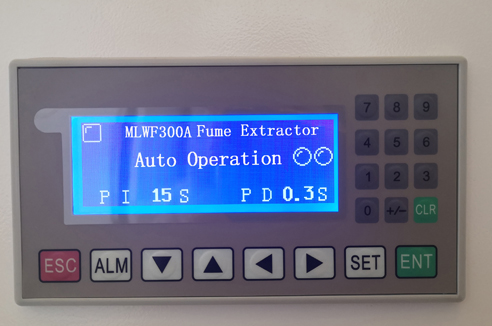 MLWF300A Fume Extractor
Auto Operation
P I 15 S P D 0.3 S
7 8 9
4 5 6
1 2 3
0 +/- CLR
ESC ALM SET ENT